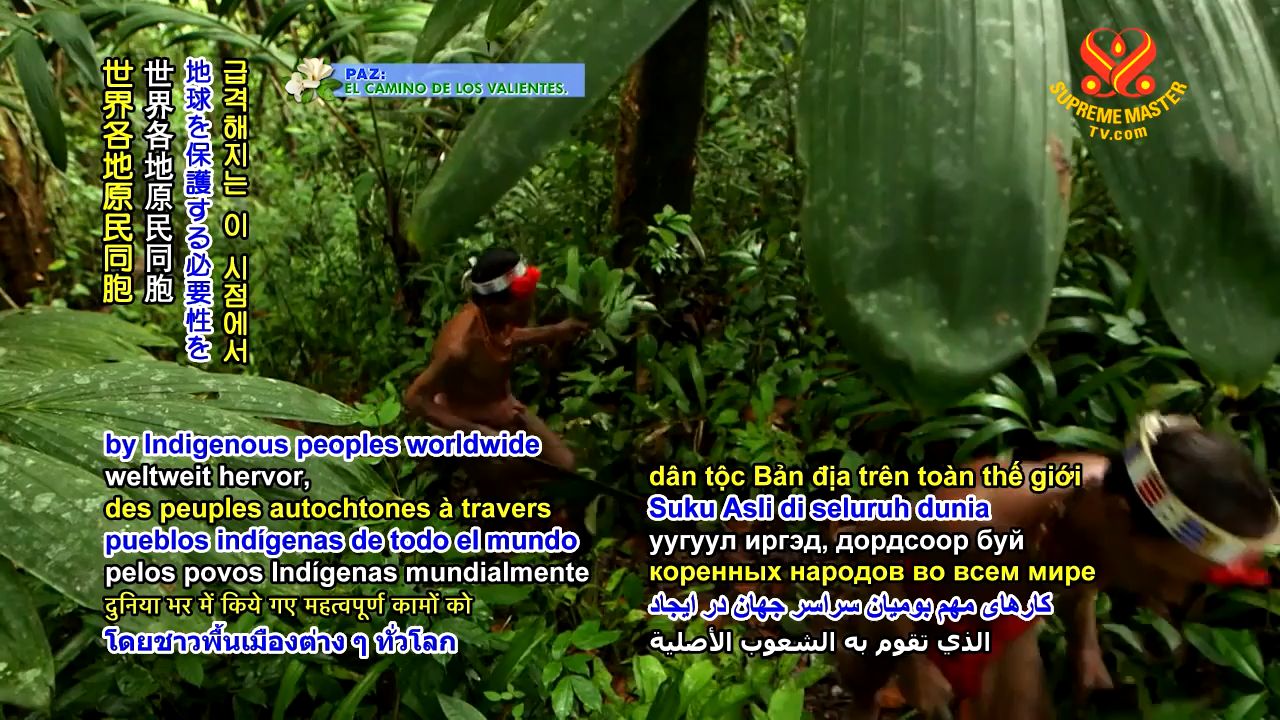 PAZ:
EL CAMINO DE LOS VALIENTES.
SUPREME MASTER
TV.com
世界各地原民同胞
世界各地原民同胞
地球を保護する必要性を
급격해지는 이 시점에서
by Indigenous peoples worldwide
weltweit hervor,
des peuples autochtones à travers
pueblos indígenas de todo el mundo
pelos povos Indígenas mundialmente
दुनिया भर में किये गए महत्वपूर्ण कामों को
โดยชาวพื้นเมืองต่าง ๆ ทั่วโลก
dân tộc Bản địa trên toàn thế giới
Suku Asli di seluruh dunia
уугуул иргэд, дордсоор буй
коренных народов во всем мире
کارهای مهم بومیان سراسر جهان در ایجاد
الذي تقوم به الشعوب الأصلية